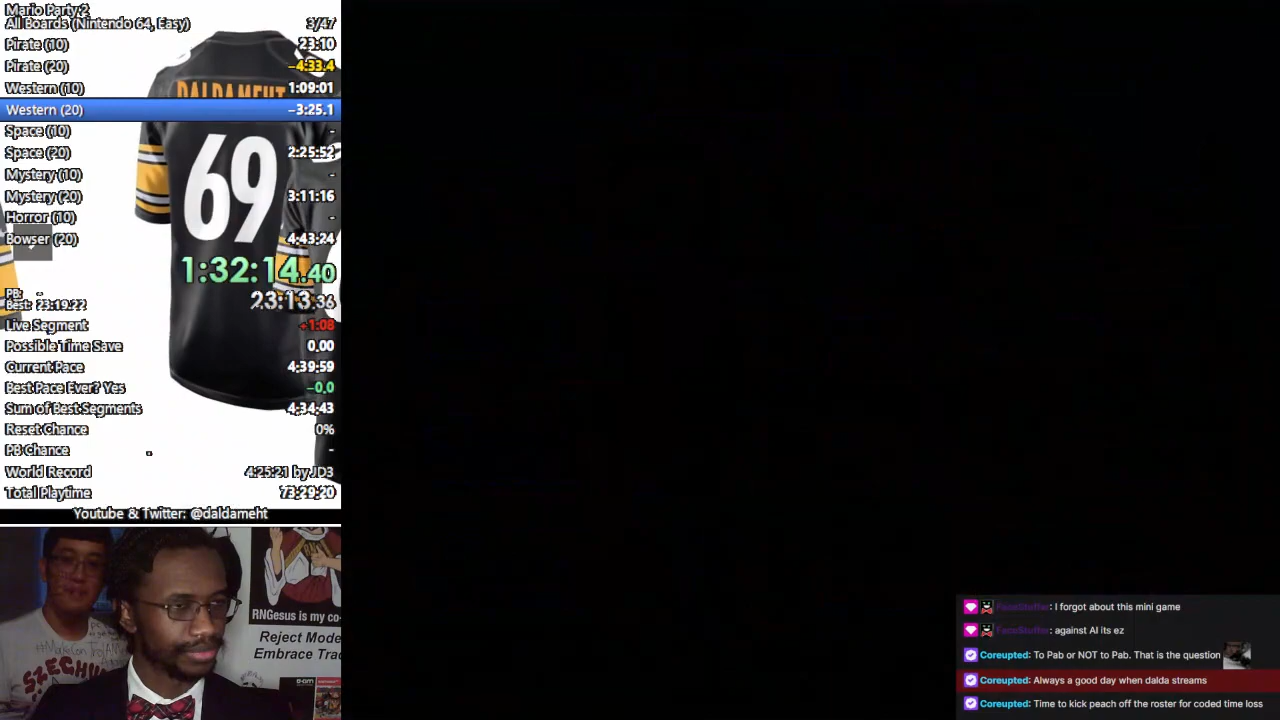 Mario Party 2
All Boards (Nintendo 64, Easy) 3/47
Pirate (10) 23:10
Pirate (20) -4:33.4
Western (10) 1:09:01
Western (20) -3:25.1
Space (10) -
Space (20) 2:25:52
Mystery (10) -
Mystery (20) 3:11:16
Horror (10) -
Bowser (20) 4:43:24
DALDAMEHT
69
1:32:14.40
23:13.36
PB: -
Best: 23:19.22
Live Segment +1:08
Possible Time Save 0.00
Current Pace 4:39:59
Best Pace Ever? Yes -0.0
Sum of Best Segments 4:34:43
Reset Chance 0%
PB Chance -
World Record 4:25:21 by JD3
Total Playtime 73:29:20
Youtube & Twitter: @daldameht
RNGesus is my co-
Reject Mode
Embrace Tra
FaceStuffer: I forgot about this mini game
FaceStuffer: against AI its ez
Coreupted: To Pab or NOT to Pab. That is the question
Coreupted: Always a good day when dalda streams
Coreupted: Time to kick peach off the roster for coded time loss